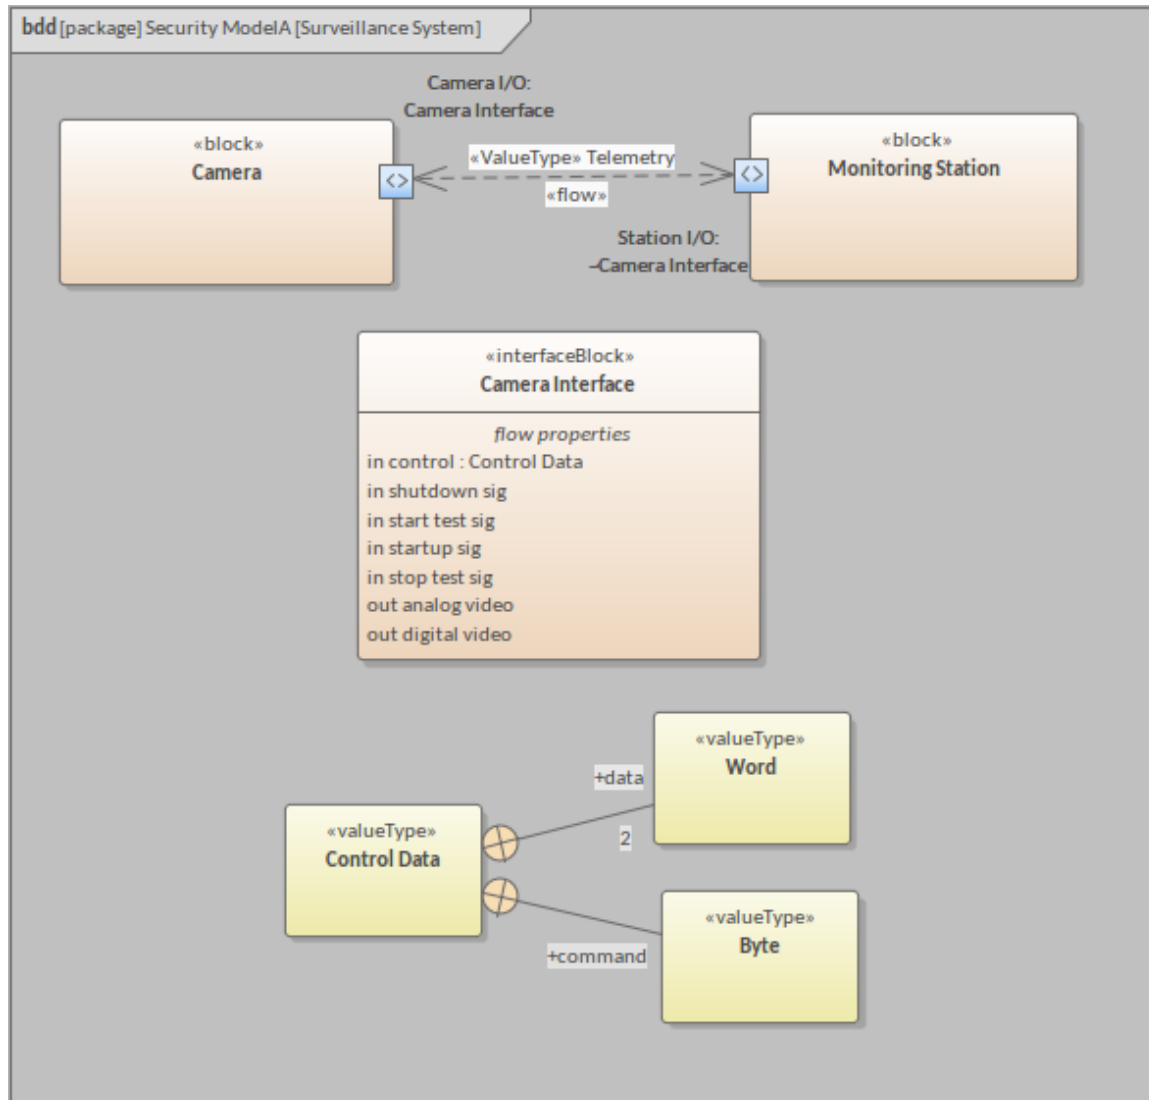 bdd [package] Security ModelA [Surveillance System]
Camera I/O:
Camera Interface
«block»
Camera
«ValueType» Telemetry
«flow»
«block»
Monitoring Station
Station I/O:
~Camera Interface
«interfaceBlock»
Camera Interface
flow properties
in control : Control Data
in shutdown sig
in start test sig
in startup sig
in stop test sig
out analog video
out digital video
«valueType»
Word
+data
2
«valueType»
Control Data
«valueType»
Byte
+command